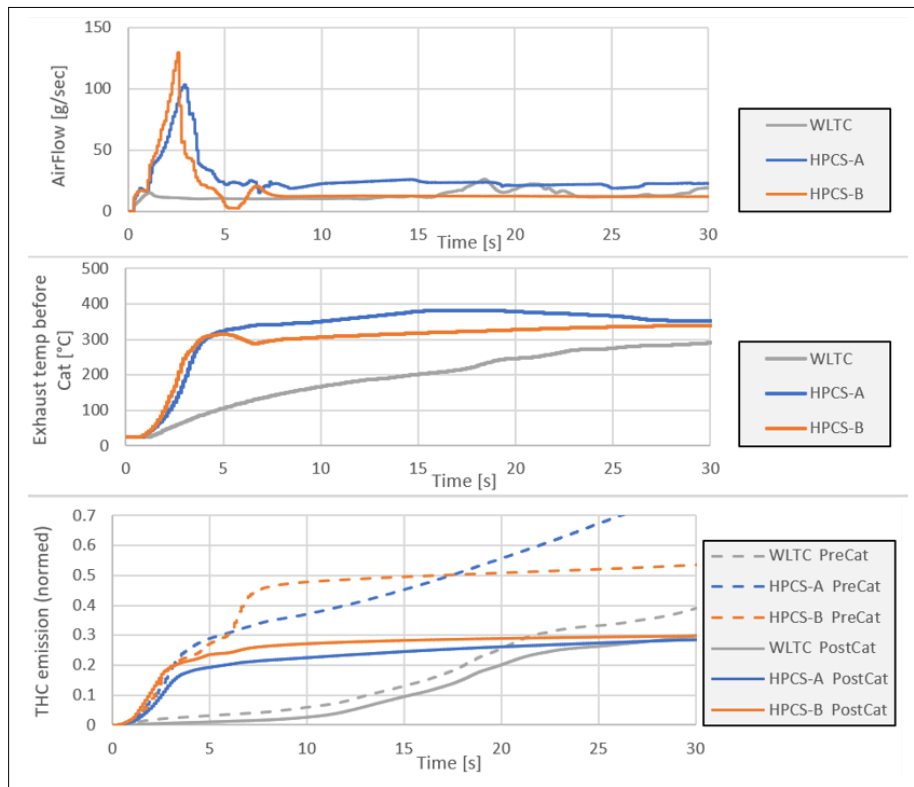 AirFlow [g/sec]
150
100
50
0
0 5 10 15 20 25 30
Time [s]
WLTC
HPCS-A
HPCS-B
Exhaust temp before
Cat [°C]
500
400
300
200
100
0
0 5 10 15 20 25 30
Time [s]
WLTC
HPCS-A
HPCS-B
THC emission (normed)
0.7
0.6
0.5
0.4
0.3
0.2
0.1
0
0 5 10 15 20 25 30
Time [s]
WLTC PreCat
HPCS-A PreCat
HPCS-B PreCat
WLTC PostCat
HPCS-A PostCat
HPCS-B PostCat